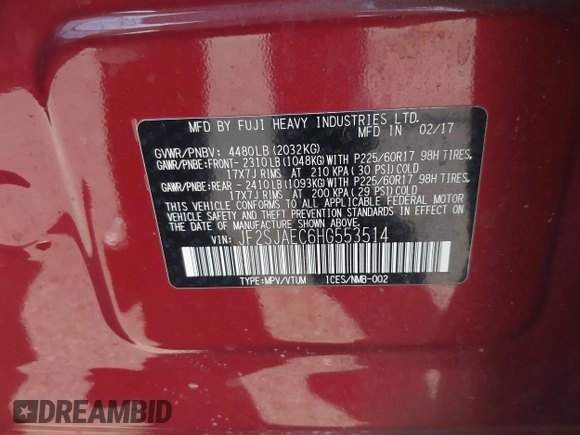 MFD BY FUJI HEAVY INDUSTRIES LTD.
MFD IN 02/17
GVWR/PNBV: 4480LB(2032KG)
GAWR/PNBE:FRONT- 2310LB(1048KG)WITH P225/60R17 98H TIRES,
17X7J RIMS AT 210 KPA (30 PSI)COLD
GAWR/PNBE:REAR - 2410LB(1093KG)WITH P225/60R17 98H TIRES,
17X7J RIMS AT 200 KPA (29 PSI)COLD
THIS VEHICLE CONFORMS TO ALL APPLICABLE FEDERAL MOTOR
VEHICLE SAFETY AND BUMPER STANDARDS IN EFFECT ON
THE DATE OF MANUFACTURE SHOWN ABOVE.
VIN: JF2SJAEC6HG553514
TYPE:MPV/VTUM ICES/NMB-002
DREAMBID